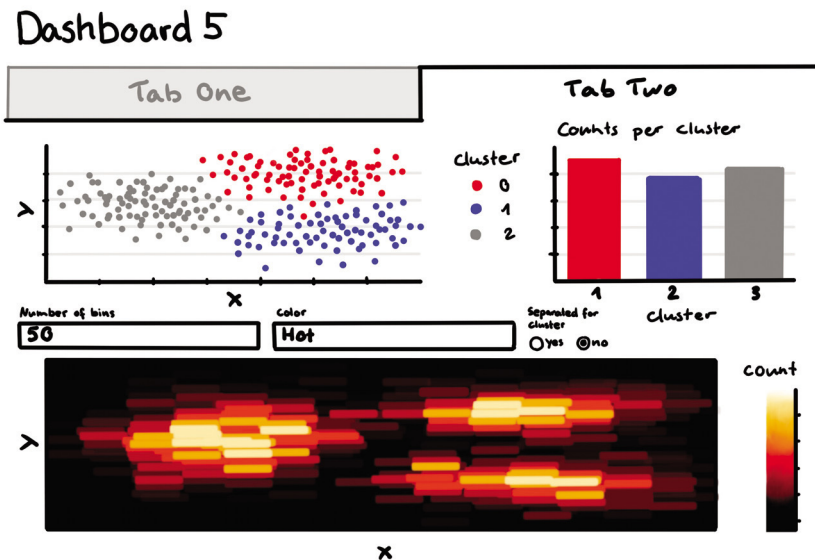 Dashboard 5
Tab One
Tab Two
y
x
cluster
0
1
2
Counts per cluster
1 2 3
cluster
Number of bins
50
Color
Hot
Separated for
cluster
yes no
y
x
count